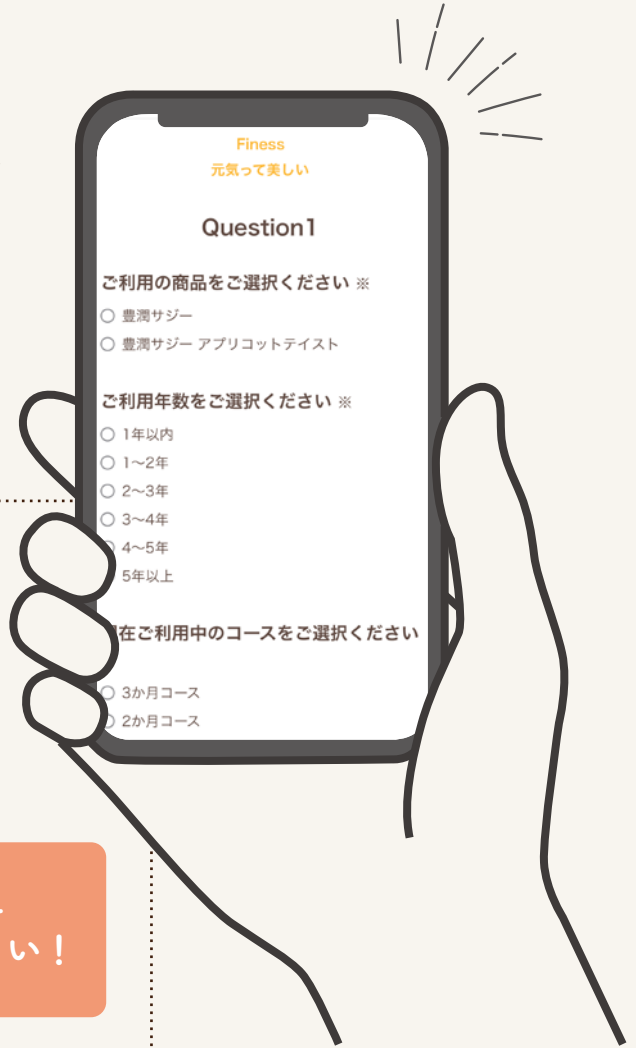 Finess
元気って美しい
Question1
ご利用の商品をご選択ください ※
豊潤サジー
豊潤サジー アプリコットテイスト
ご利用年数をご選択ください ※
1年以内
1〜2年
2〜3年
3〜4年
4〜5年
5年以上
在ご利用中のコースをご選択ください
3か月コース
2か月コース
い！